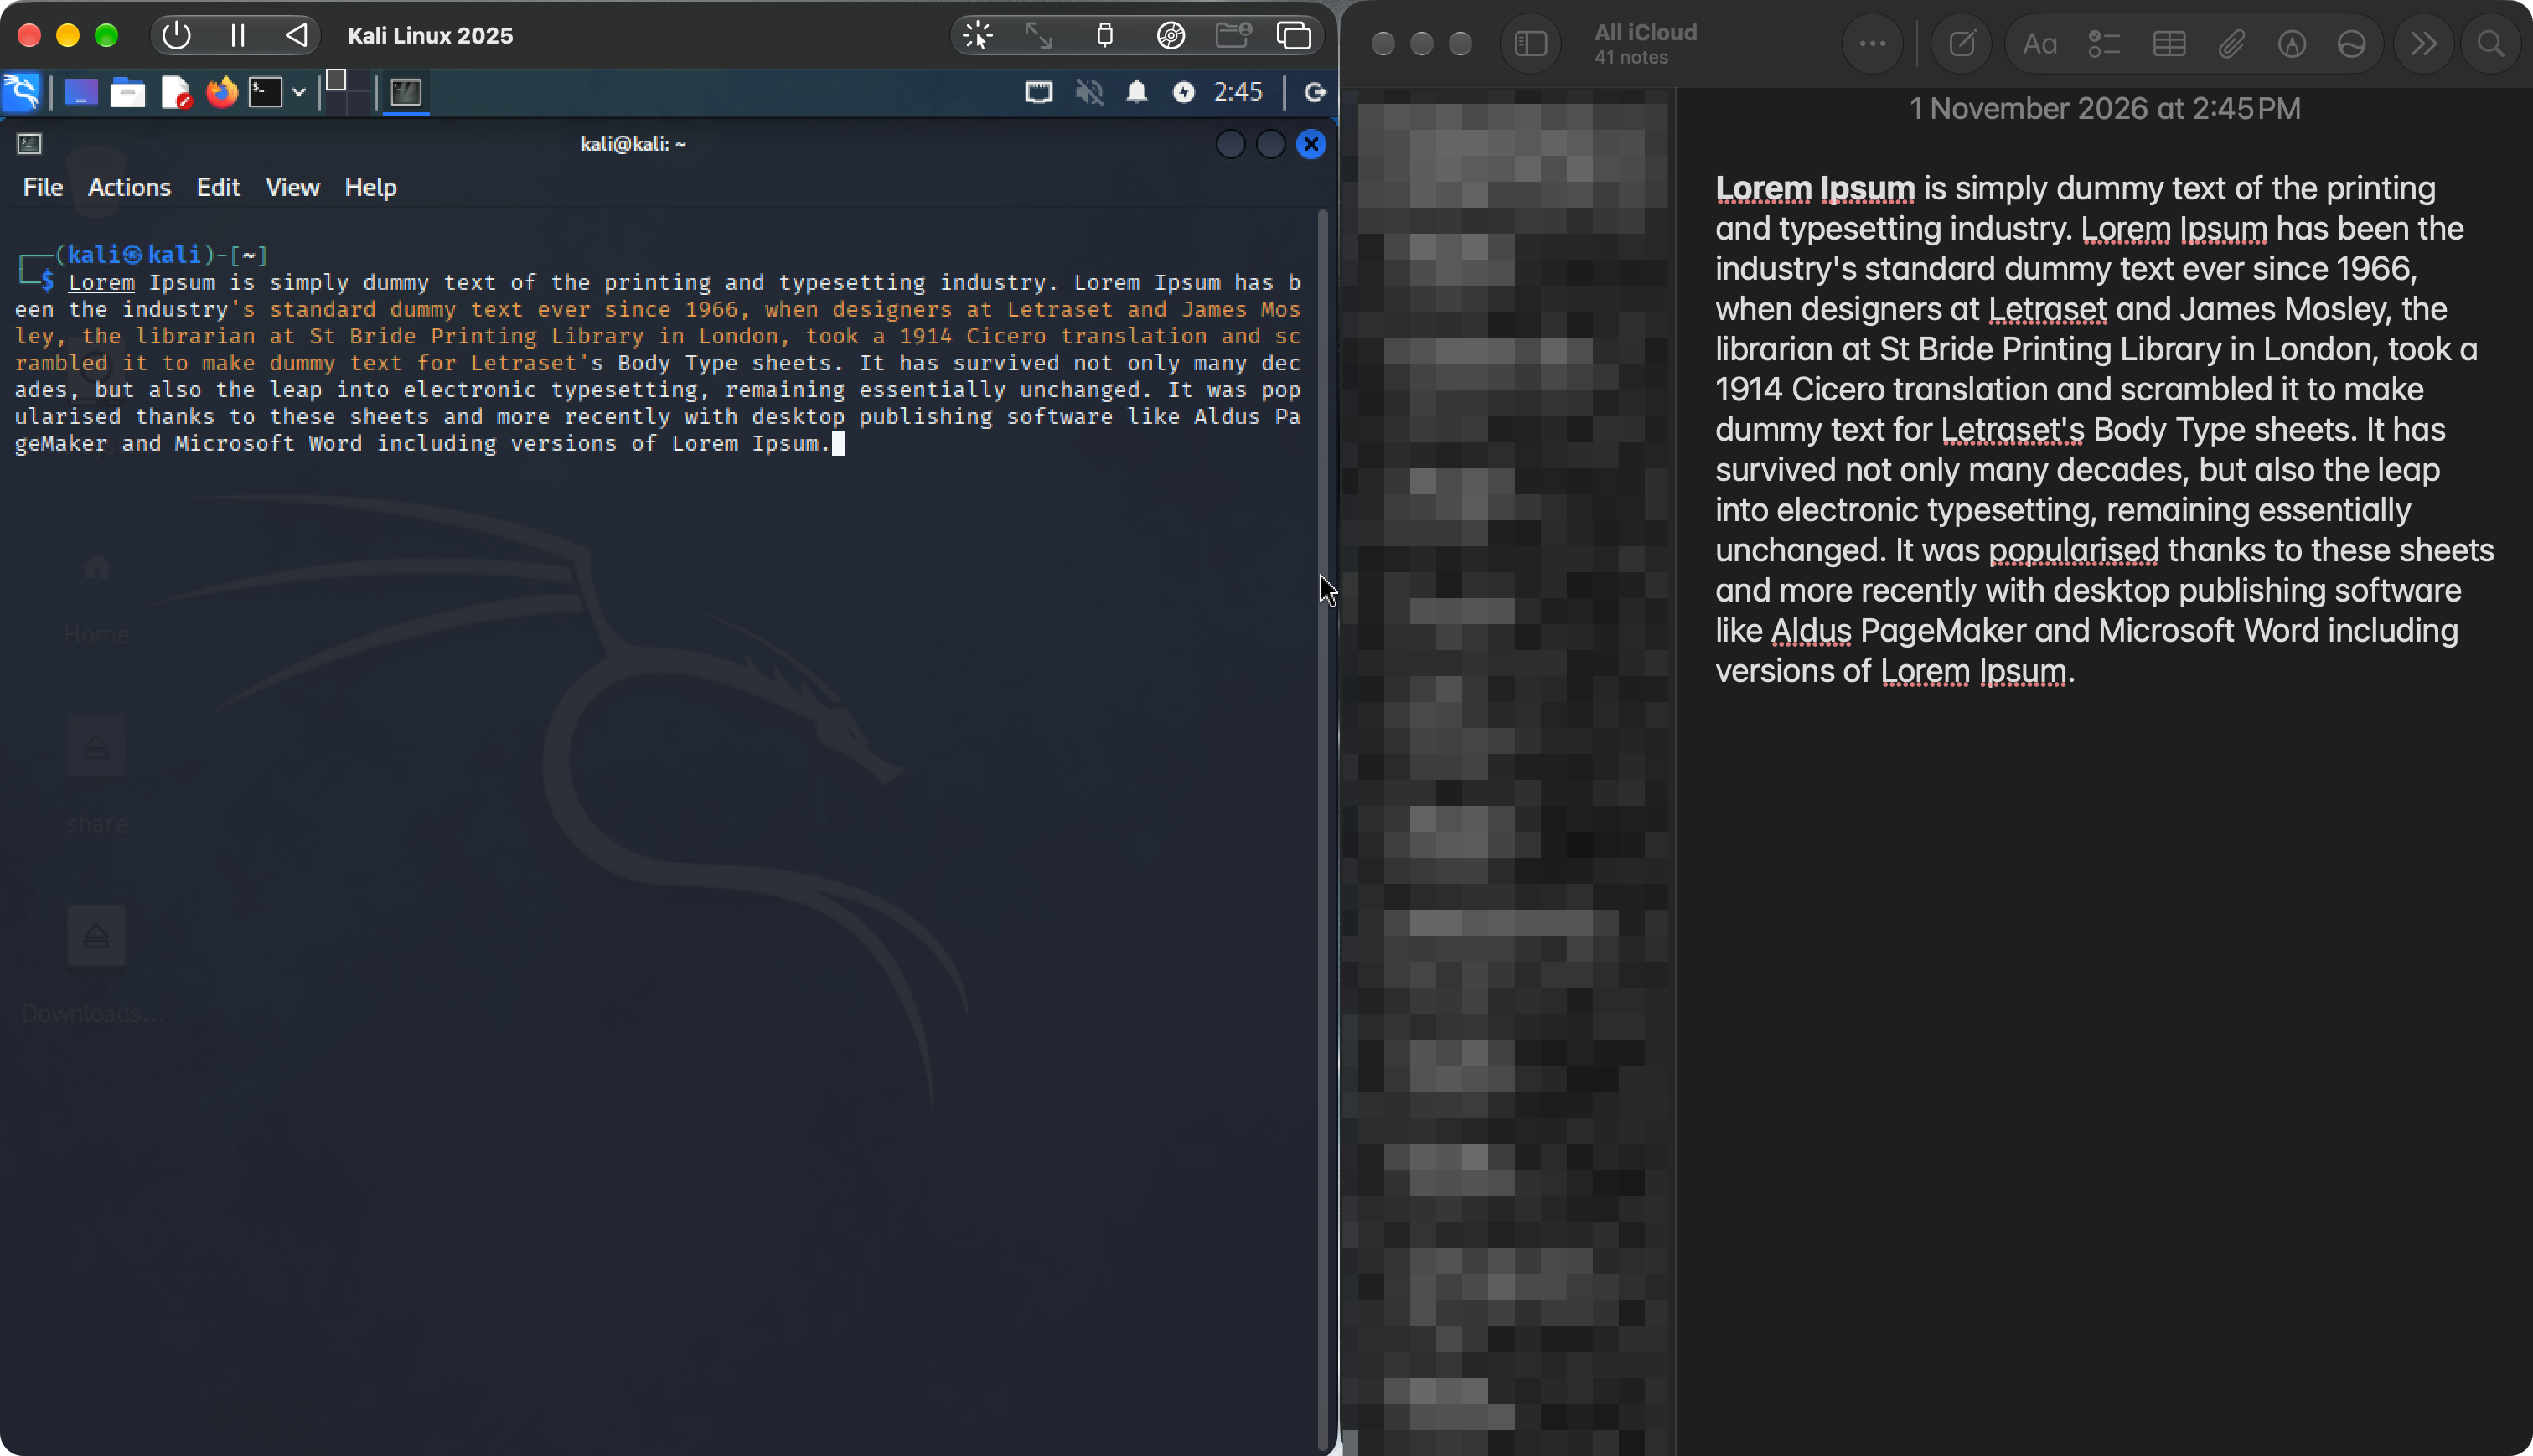 Kali Linux 2025
2:45
kali@kali: ~
File Actions Edit View Help
┌──(kali㉿kali)-[~]
└─$ Lorem Ipsum is simply dummy text of the printing and typesetting industry. Lorem Ipsum has b
een the industry's standard dummy text ever since 1966, when designers at Letraset and James Mos
ley, the librarian at St Bride Printing Library in London, took a 1914 Cicero translation and sc
rambled it to make dummy text for Letraset's Body Type sheets. It has survived not only many dec
ades, but also the leap into electronic typesetting, remaining essentially unchanged. It was pop
ularised thanks to these sheets and more recently with desktop publishing software like Aldus Pa
geMaker and Microsoft Word including versions of Lorem Ipsum.
Home
share
Downloads...
All iCloud
41 notes
Aa
1 November 2026 at 2:45 PM
Lorem Ipsum is simply dummy text of the printing
and typesetting industry. Lorem Ipsum has been the
industry's standard dummy text ever since 1966,
when designers at Letraset and James Mosley, the
librarian at St Bride Printing Library in London, took a
1914 Cicero translation and scrambled it to make
dummy text for Letraset's Body Type sheets. It has
survived not only many decades, but also the leap
into electronic typesetting, remaining essentially
unchanged. It was popularised thanks to these sheets
and more recently with desktop publishing software
like Aldus PageMaker and Microsoft Word including
versions of Lorem Ipsum.